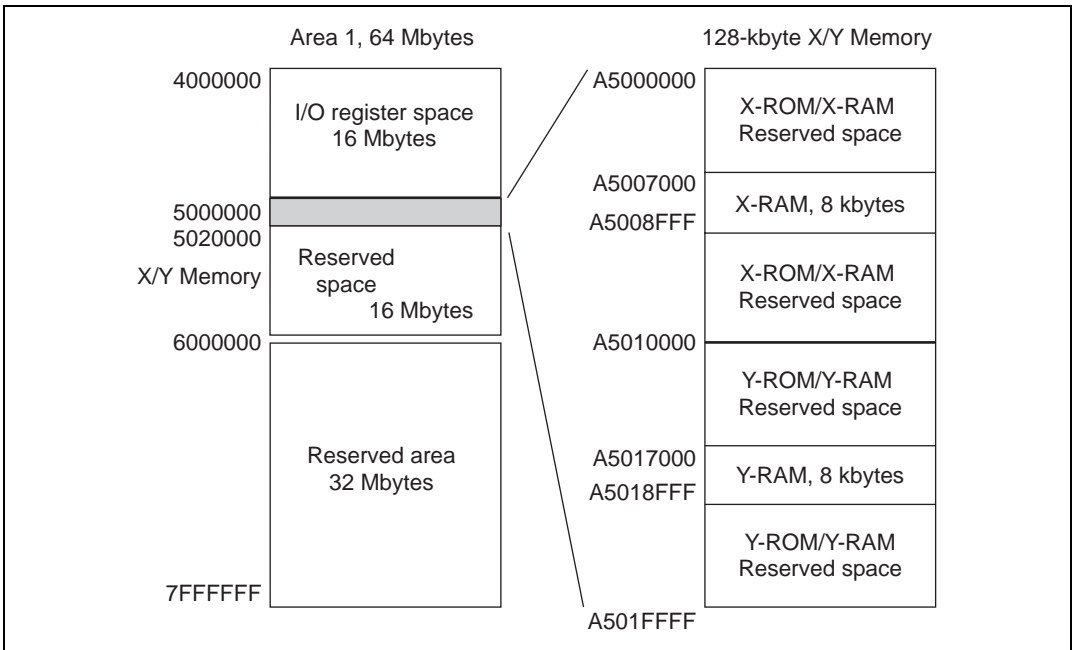 Area 1, 64 Mbytes
4000000
I/O register space
16 Mbytes
5000000
5020000
X/Y Memory
Reserved
space
16 Mbytes
6000000
Reserved area
32 Mbytes
7FFFFFF
128-kbyte X/Y Memory
A5000000
X-ROM/X-RAM
Reserved space
A5007000
X-RAM, 8 kbytes
A5008FFF
X-ROM/X-RAM
Reserved space
A5010000
Y-ROM/Y-RAM
Reserved space
A5017000
Y-RAM, 8 kbytes
A5018FFF
Y-ROM/Y-RAM
Reserved space
A501FFFF